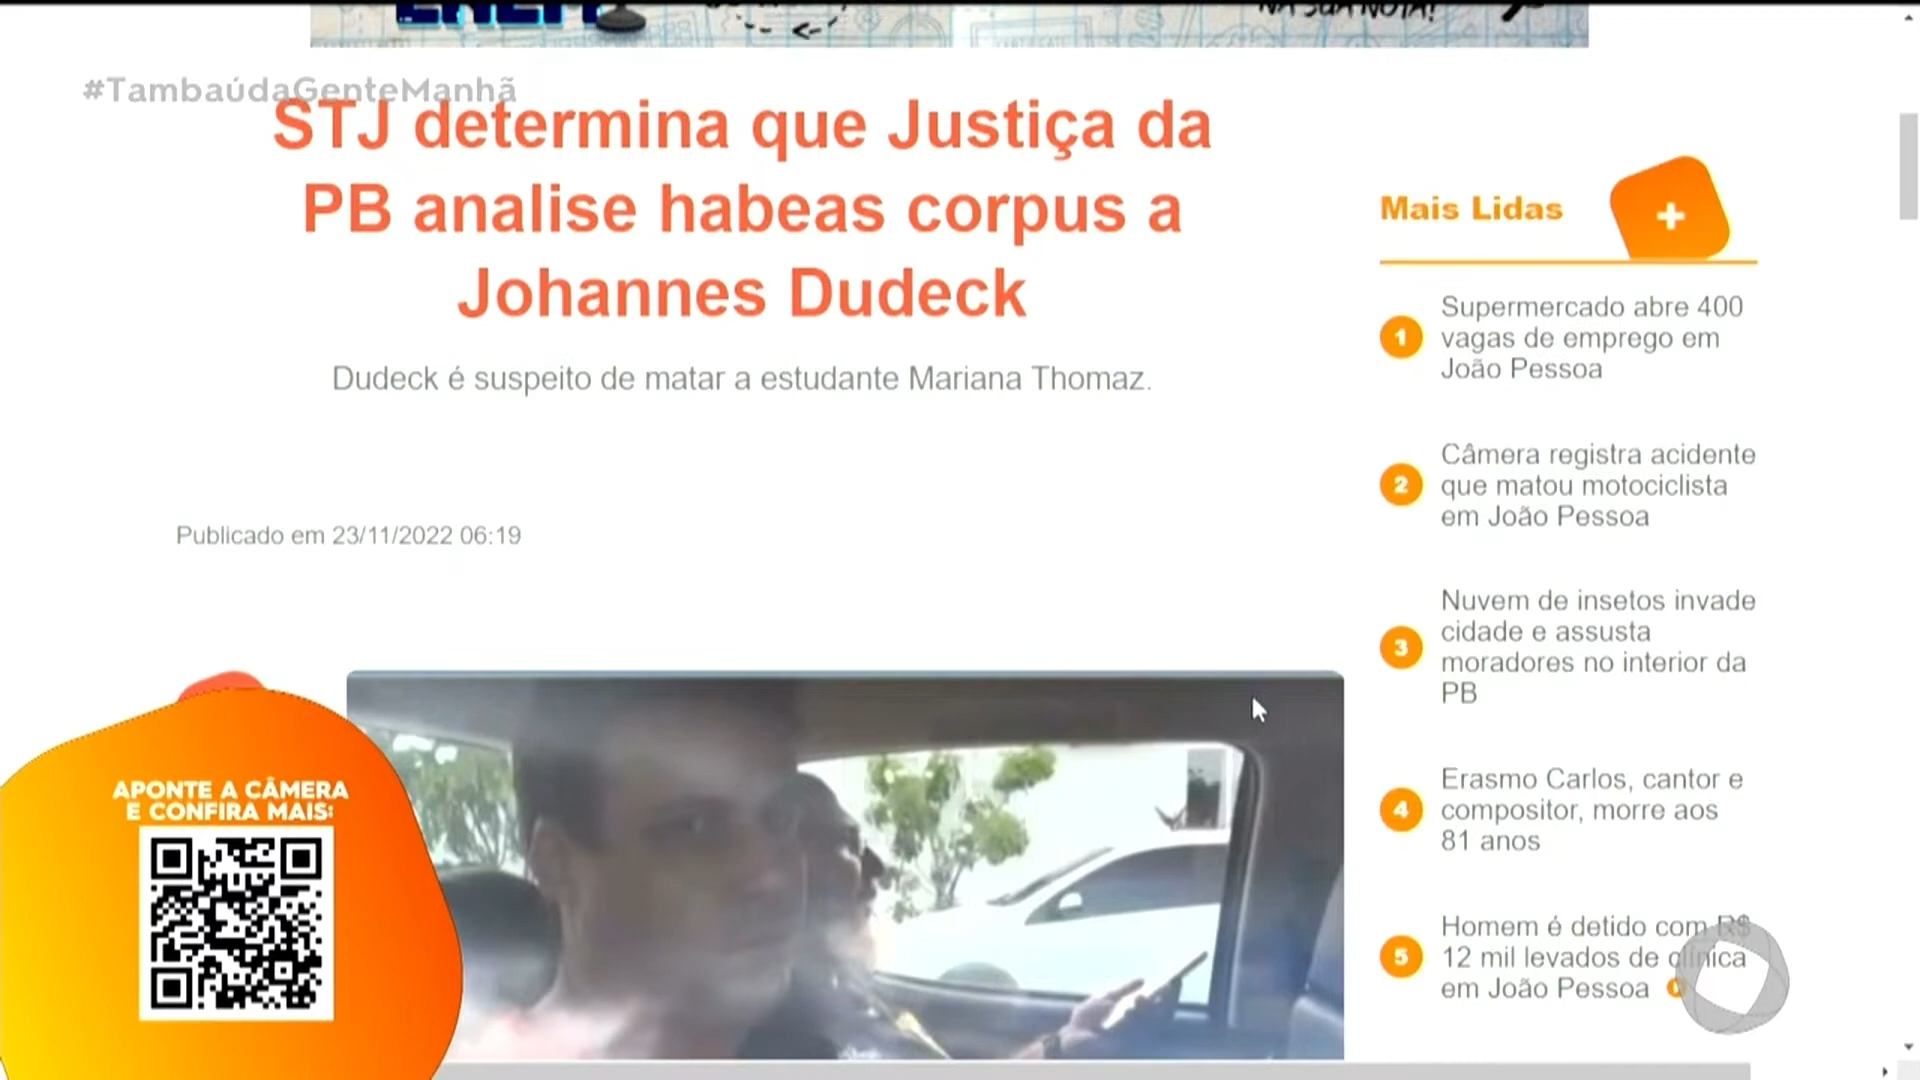 ENEM
NA SUA NOTA!
#TambaúdaGenteManhã
STJ determina que Justiça da
PB analise habeas corpus a
Johannes Dudeck
Dudeck é suspeito de matar a estudante Mariana Thomaz.
Publicado em 23/11/2022 06:19
APONTE A CÂMERA
E CONFIRA MAIS:
Mais Lidas
+
1
Supermercado abre 400
vagas de emprego em
João Pessoa
2
Câmera registra acidente
que matou motociclista
em João Pessoa
3
Nuvem de insetos invade
cidade e assusta
moradores no interior da
PB
4
Erasmo Carlos, cantor e
compositor, morre aos
81 anos
5
Homem é detido com R$
12 mil levados de clínica
em João Pessoa